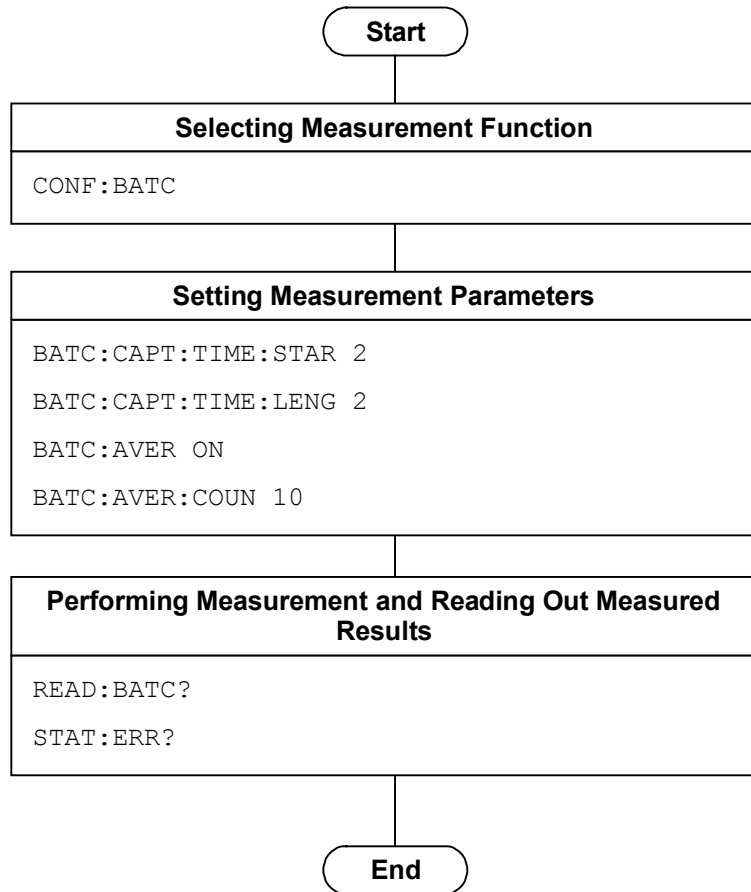 Start
Selecting Measurement Function
CONF:BATC
Setting Measurement Parameters
BATC:CAPT:TIME:STAR 2
BATC:CAPT:TIME:LENG 2
BATC:AVER ON
BATC:AVER:COUN 10
Performing Measurement and Reading Out Measured
Results
READ:BATC?
STAT:ERR?
End